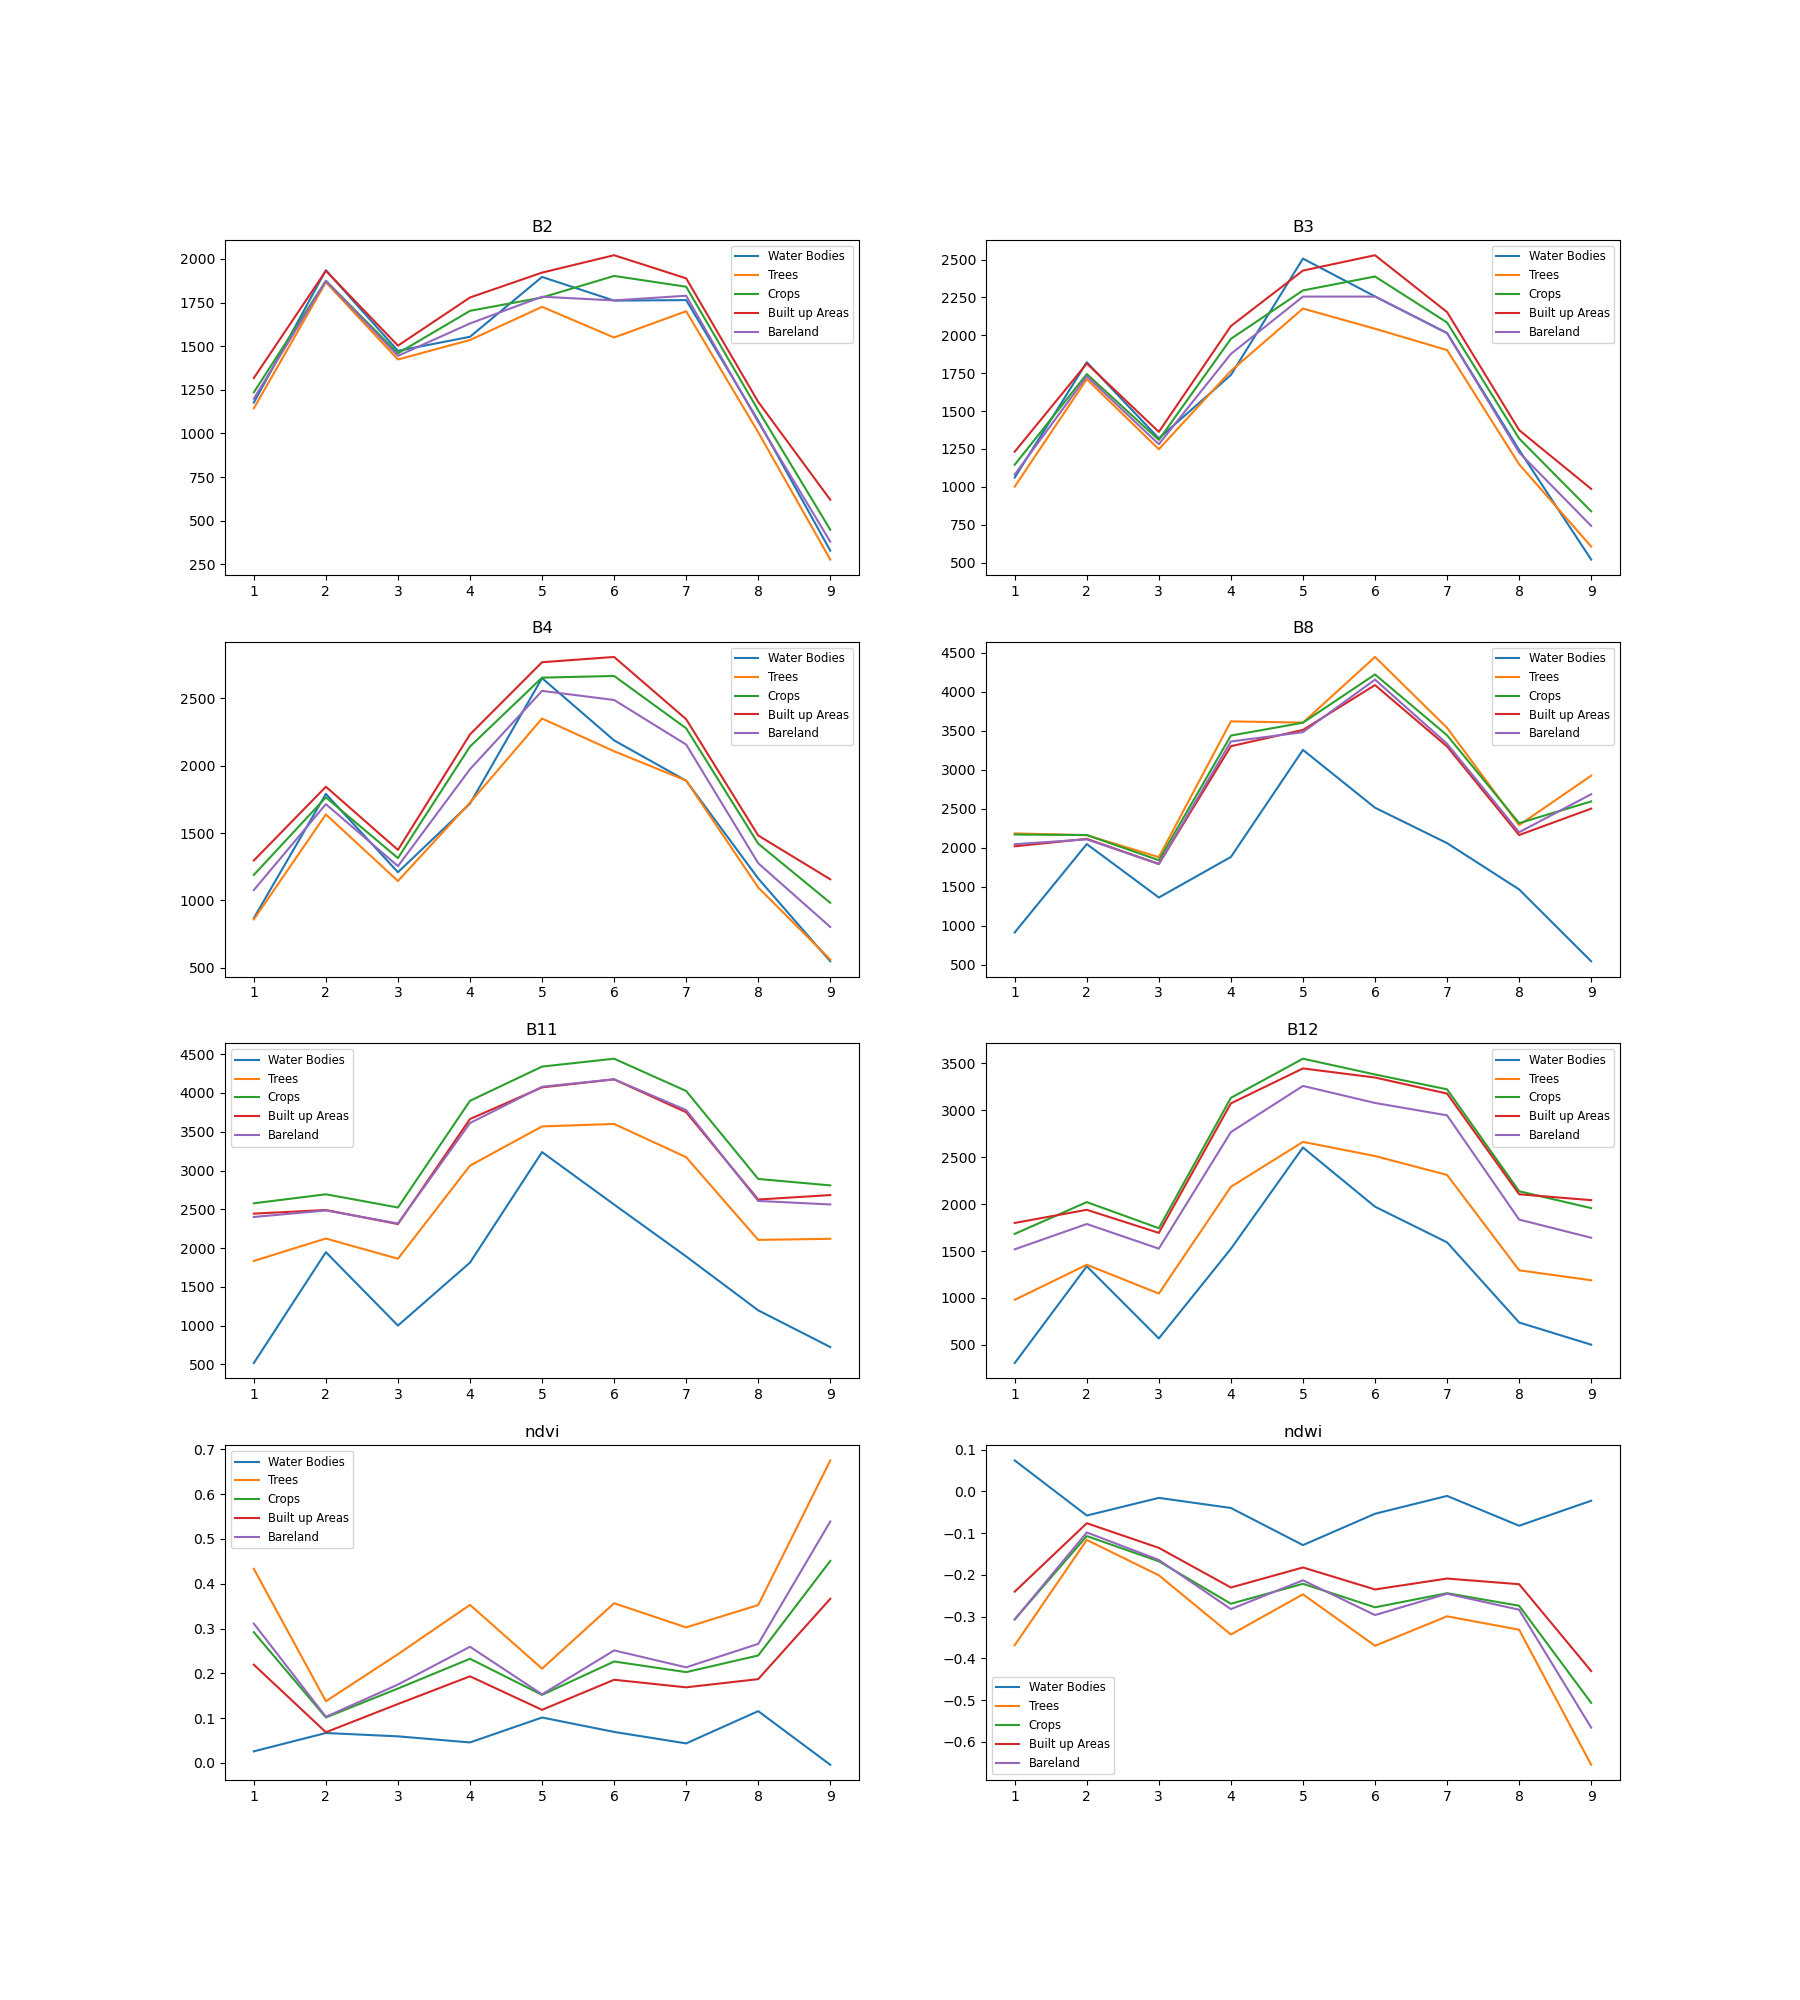 B2
2000
1750
1500
1250
1000
750
500
250
1 2 3 4 5 6 7 8 9
Water Bodies
Trees
Crops
Built up Areas
Bareland
B3
2500
2250
2000
1750
1500
1250
1000
750
500
1 2 3 4 5 6 7 8 9
Water Bodies
Trees
Crops
Built up Areas
Bareland
B4
2500
2000
1500
1000
500
1 2 3 4 5 6 7 8 9
Water Bodies
Trees
Crops
Built up Areas
Bareland
B8
4500
4000
3500
3000
2500
2000
1500
1000
500
1 2 3 4 5 6 7 8 9
Water Bodies
Trees
Crops
Built up Areas
Bareland
B11
4500
4000
3500
3000
2500
2000
1500
1000
500
1 2 3 4 5 6 7 8 9
Water Bodies
Trees
Crops
Built up Areas
Bareland
B12
3500
3000
2500
2000
1500
1000
500
1 2 3 4 5 6 7 8 9
Water Bodies
Trees
Crops
Built up Areas
Bareland
ndvi
0.7
0.6
0.5
0.4
0.3
0.2
0.1
0.0
1 2 3 4 5 6 7 8 9
Water Bodies
Trees
Crops
Built up Areas
Bareland
ndwi
0.1
0.0
−0.1
−0.2
−0.3
−0.4
−0.5
−0.6
1 2 3 4 5 6 7 8 9
Water Bodies
Trees
Crops
Built up Areas
Bareland